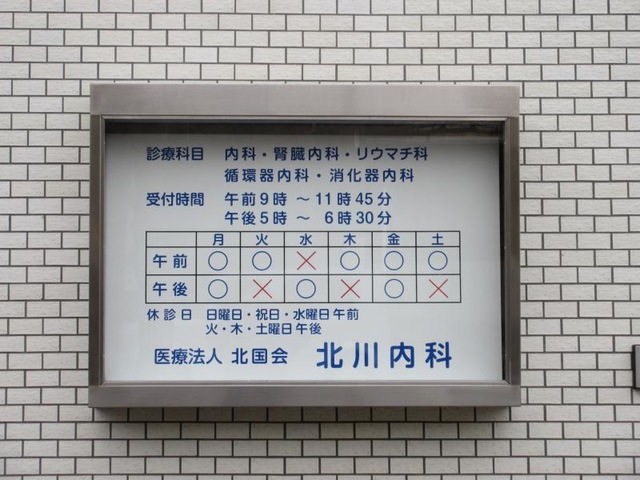 診療科目 内科・腎臓内科・リウマチ科
循環器内科・消化器内科
受付時間 午前9時 ～11時45分
午後5時 ～ 6時30分
月 火 水 木 金 土
午前 ○ ○ × ○ ○ ○
午後 ○ × ○ × ○ ×
休診日 日曜日・祝日・水曜日午前
火・木・土曜日午後
医療法人 北国会 北川内科